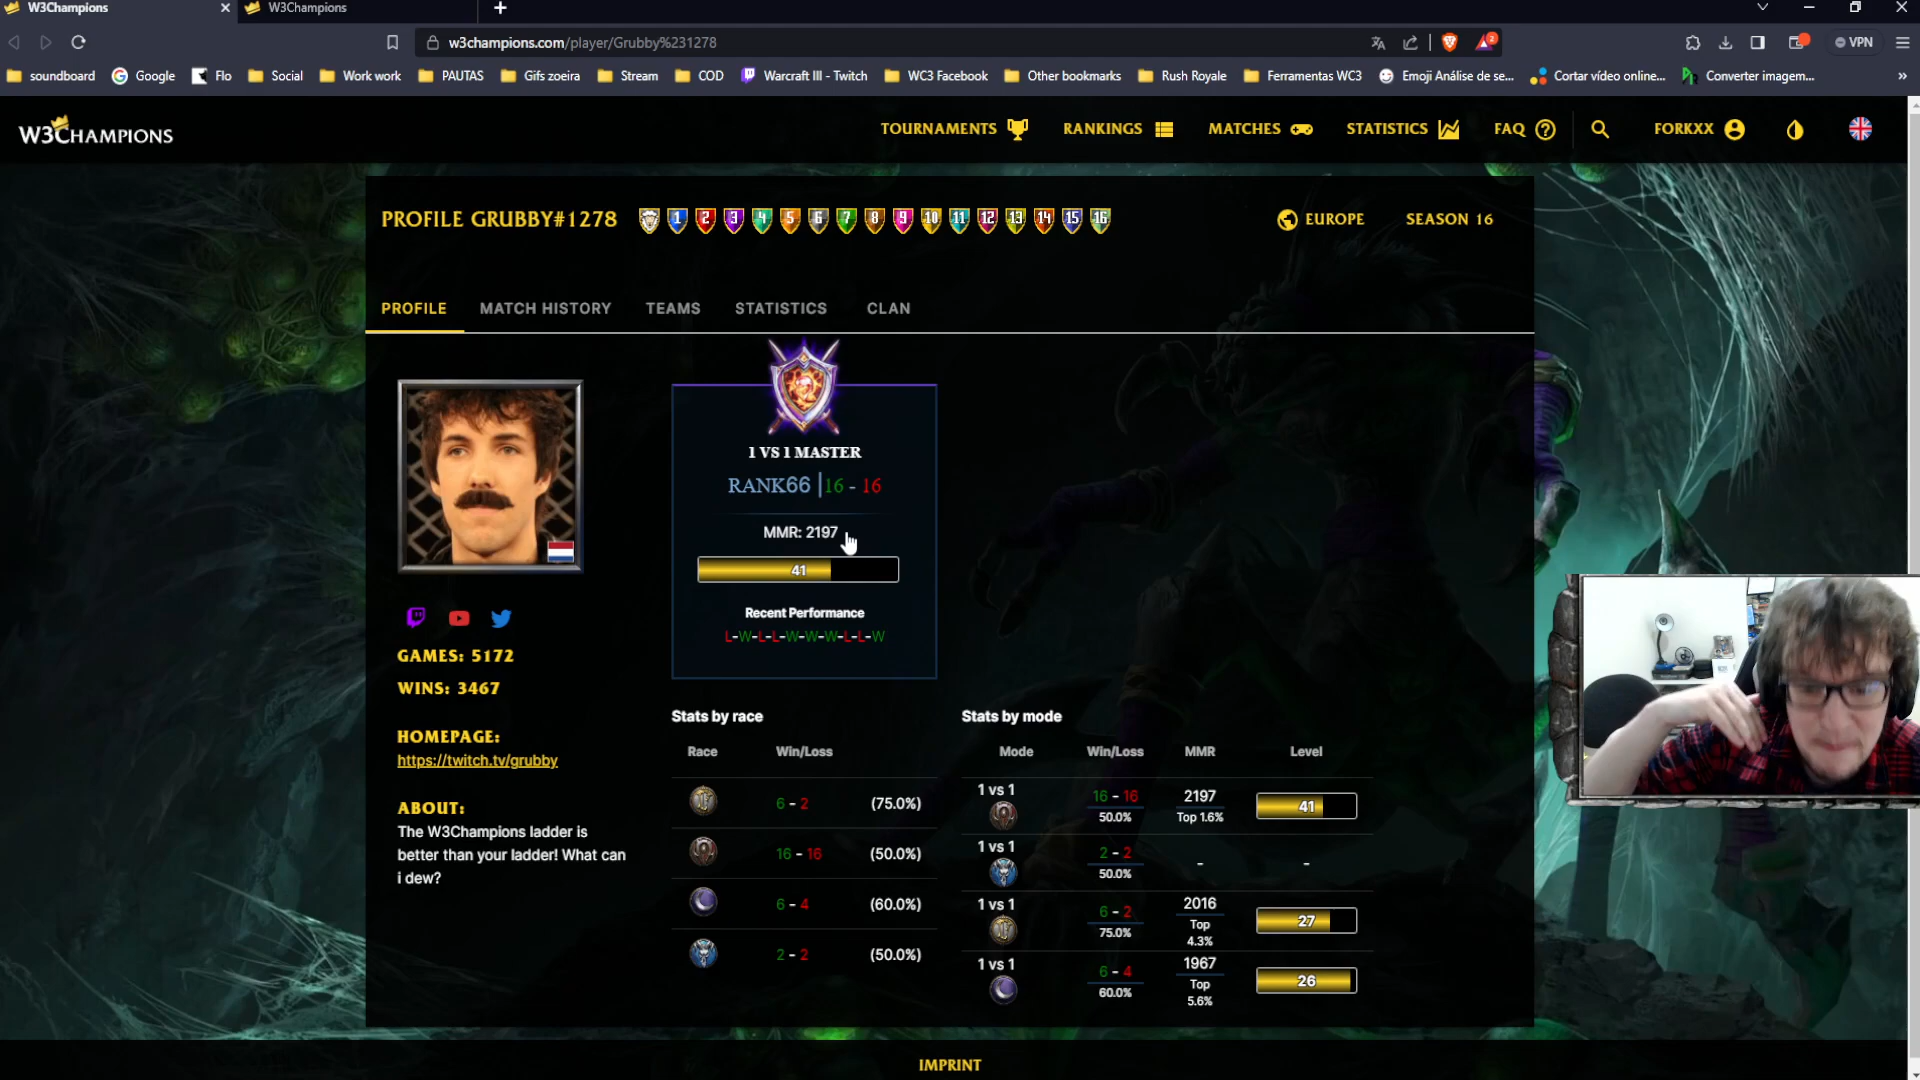 W3Champions
W3Champions
w3champions.com/player/Grubby%231278
2
VPN
soundboard
Google
Flo
Social
Work work
PAUTAS
Gifs zoeira
Stream
COD
Warcraft III - Twitch
WC3 Facebook
Other bookmarks
Rush Royale
Ferramentas WC3
Emoji Análise de se...
Cortar vídeo online...
Converter imagem...
W3CHAMPIONS
TOURNAMENTS
RANKINGS
MATCHES
STATISTICS
FAQ
FORKXX
PROFILE GRUBBY#1278
1 2 3 4 5 6 7 8 9 10 11 12 13 14 15 16
EUROPE
SEASON 16
PROFILE
MATCH HISTORY
TEAMS
STATISTICS
CLAN
1 VS 1 MASTER
RANK66 | 16 - 16
MMR: 2197
41
Recent Performance
L-W-L-L-W-W-W-L-L-W
GAMES: 5172
WINS: 3467
HOMEPAGE:
https://twitch.tv/grubby
ABOUT:
The W3Champions ladder is
better than your ladder! What can
i dew?
Stats by race
Race Win/Loss
6 - 2 (75.0%)
16 - 16 (50.0%)
6 - 4 (60.0%)
2 - 2 (50.0%)
Stats by mode
Mode Win/Loss MMR Level
1 vs 1 16 - 16 2197 41
50.0% Top 1.6%
1 vs 1 2 - 2 - -
50.0%
1 vs 1 6 - 2 2016 27
75.0% Top
4.3%
1 vs 1 6 - 4 1967 26
60.0% Top
5.6%
IMPRINT